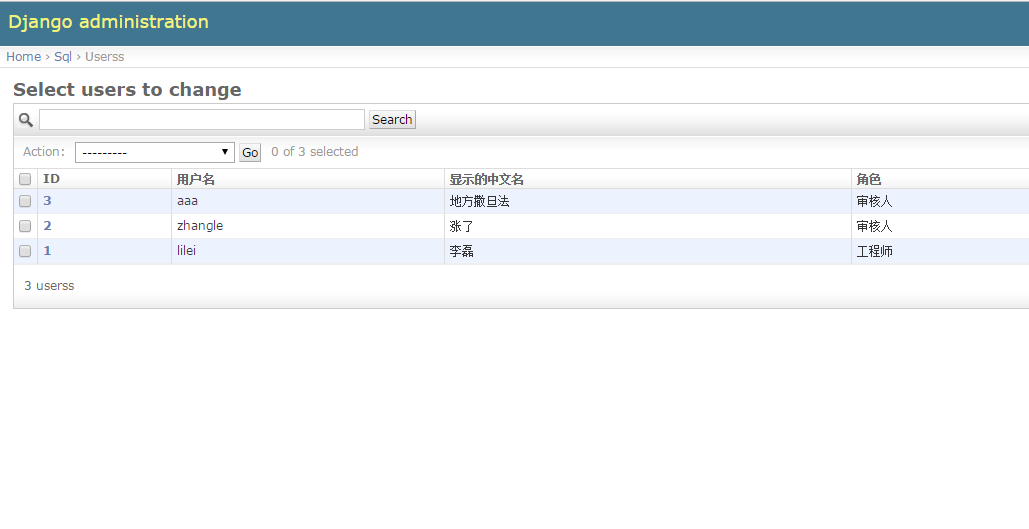 Django administration
Home › Sql › Userss
Select users to change
Search
Action: --------- Go 0 of 3 selected
ID 用户名 显示的中文名 角色
3 aaa 地方撒旦法 审核人
2 zhangle 涨了 审核人
1 lilei 李磊 工程师
3 userss